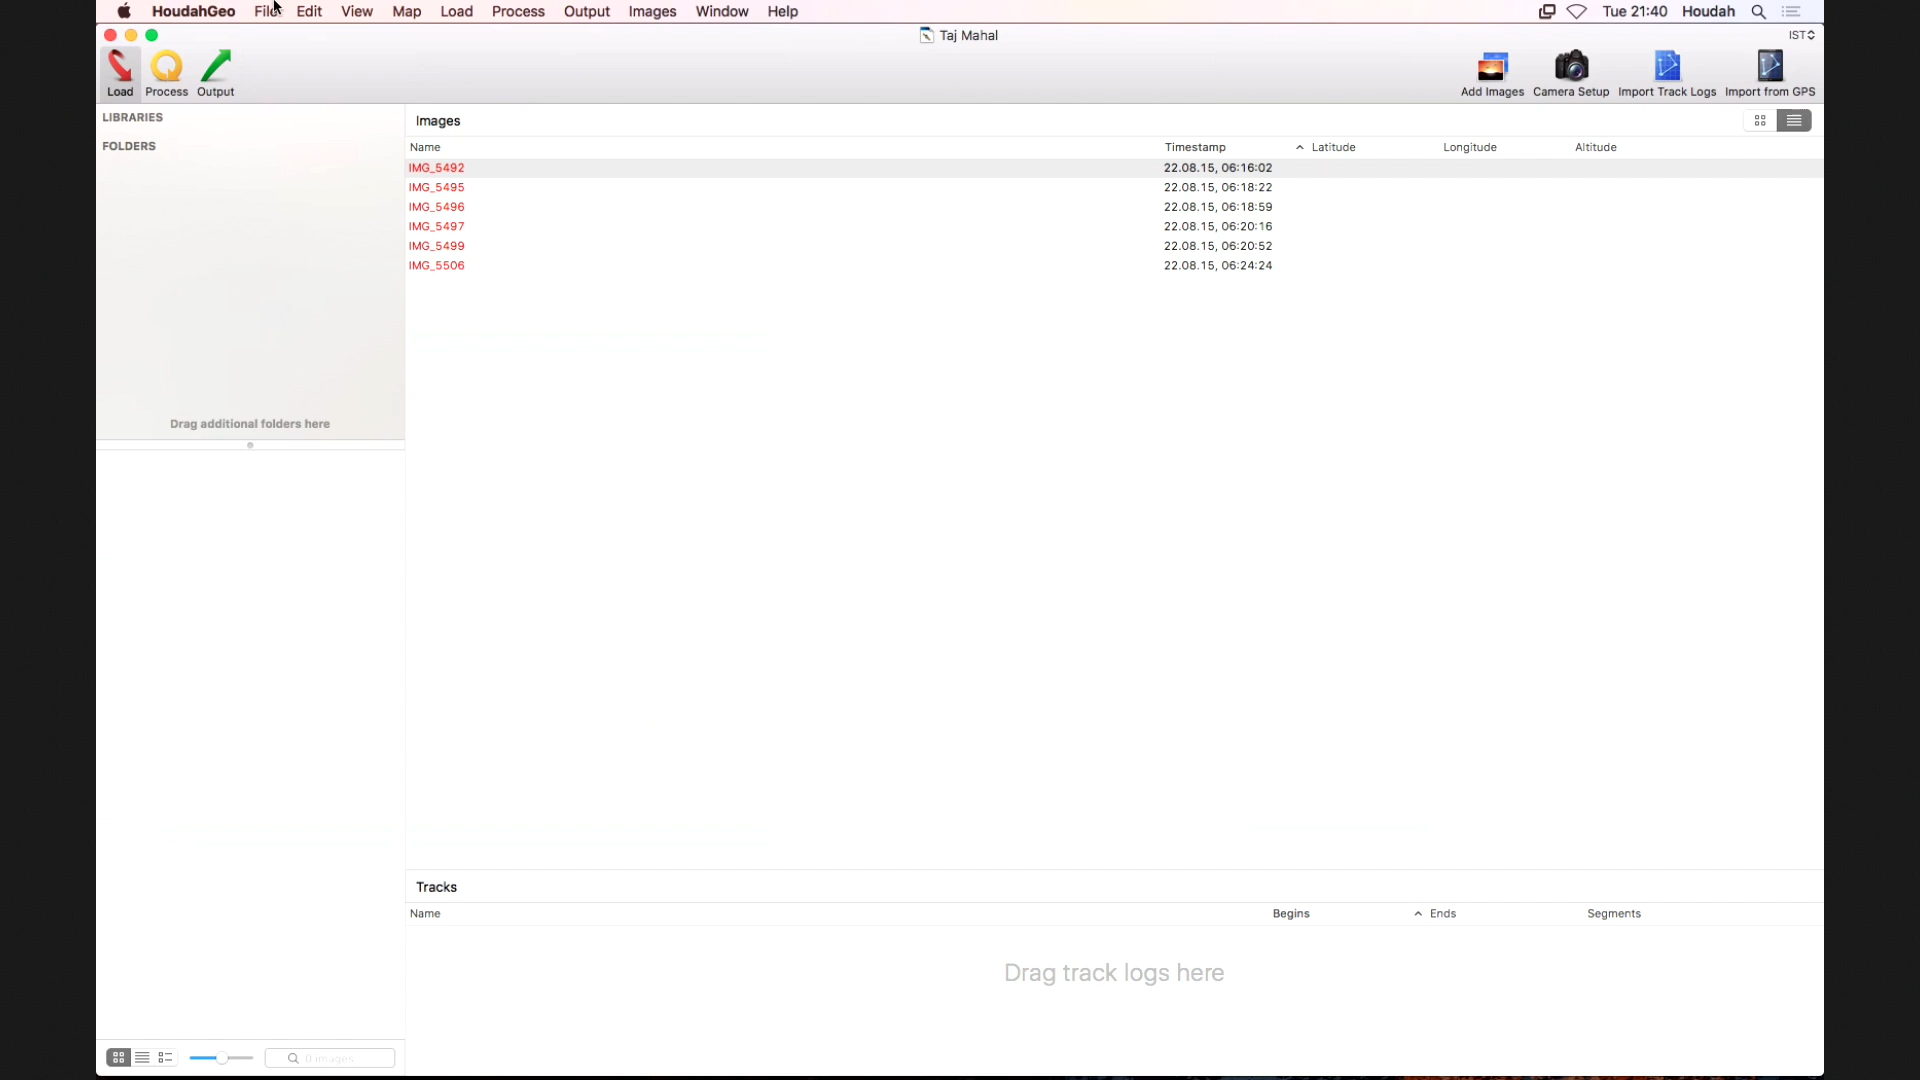 HoudahGeo File Edit View Map Load Process Output Images Window Help Tue 21:40 Houdah
Taj Mahal IST
Load Process Output Add Images Camera Setup Import Track Logs Import from GPS
LIBRARIES
FOLDERS
Drag additional folders here
Images
Name Timestamp Latitude Longitude Altitude
IMG_5492 22.08.15, 06:16:02
IMG_5495 22.08.15, 06:18:22
IMG_5496 22.08.15, 06:18:59
IMG_5497 22.08.15, 06:20:16
IMG_5499 22.08.15, 06:20:52
IMG_5506 22.08.15, 06:24:24
Tracks
Name Begins Ends Segments
Drag track logs here
0 images